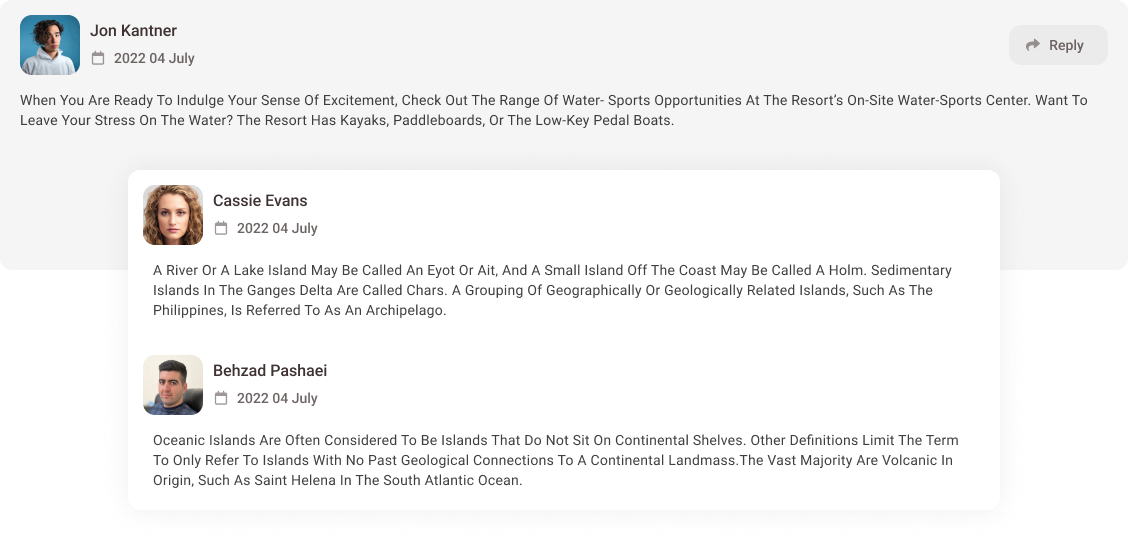 Jon Kantner
2022 04 July
Reply
When You Are Ready To Indulge Your Sense Of Excitement, Check Out The Range Of Water- Sports Opportunities At The Resort’s On-Site Water-Sports Center. Want To
Leave Your Stress On The Water? The Resort Has Kayaks, Paddleboards, Or The Low-Key Pedal Boats.
Cassie Evans
2022 04 July
A River Or A Lake Island May Be Called An Eyot Or Ait, And A Small Island Off The Coast May Be Called A Holm. Sedimentary
Islands In The Ganges Delta Are Called Chars. A Grouping Of Geographically Or Geologically Related Islands, Such As The
Philippines, Is Referred To As An Archipelago.
Behzad Pashaei
2022 04 July
Oceanic Islands Are Often Considered To Be Islands That Do Not Sit On Continental Shelves. Other Definitions Limit The Term
To Only Refer To Islands With No Past Geological Connections To A Continental Landmass.The Vast Majority Are Volcanic In
Origin, Such As Saint Helena In The South Atlantic Ocean.